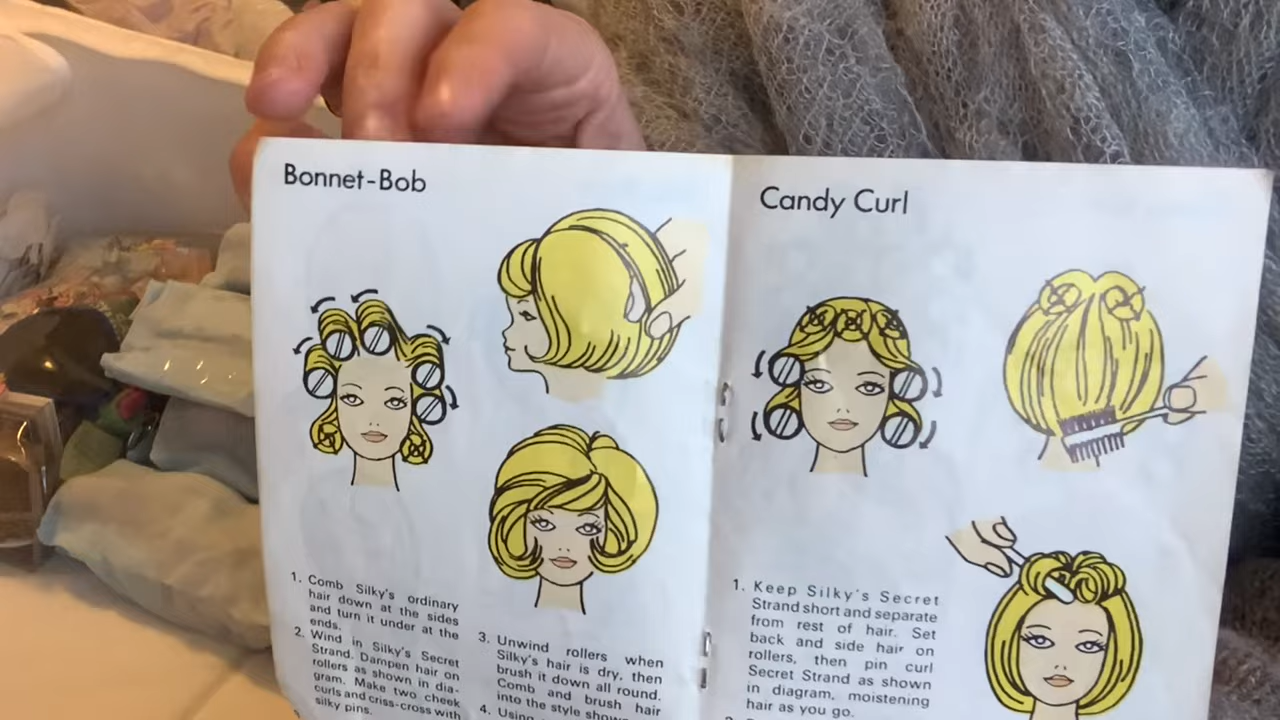 Bonnet-Bob
1. Comb Silky's ordinary
hair down at the sides
and turn it under at the
ends.
2. Wind in Silky's Secret
Strand. Dampen hair on
rollers as shown in dia-
gram. Make two cheek
curls and criss-cross with
silky pins.
3. Unwind rollers when
Silky's hair is dry, then
brush it down all round.
Comb and brush hair
into the style shown
4. Using
Candy Curl
1. Keep Silky's Secret
Strand short and separate
from rest of hair. Set
back and side hair on
rollers, then pin curl
Secret Strand as shown
in diagram, moistening
hair as you go.